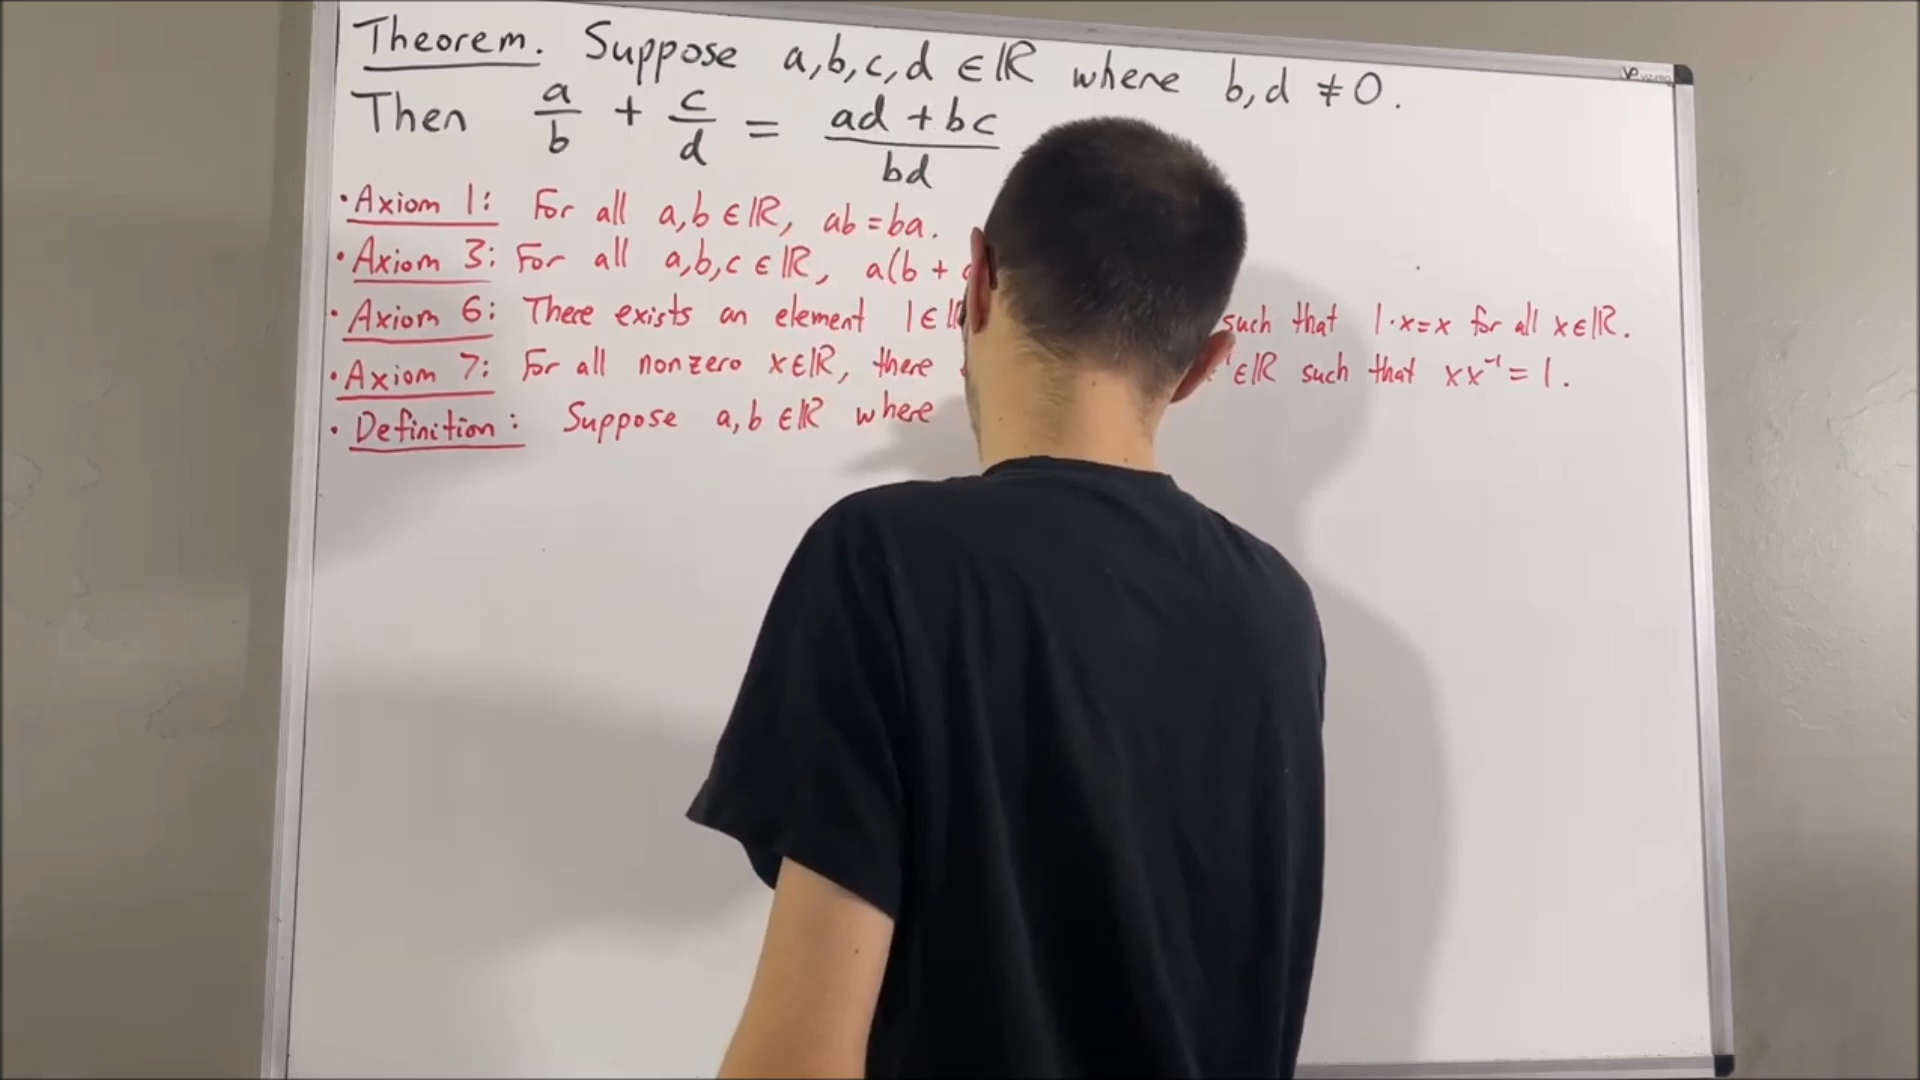 Theorem. Suppose a,b,c,d ∈ ℝ where b,d ≠ 0.
Then a/b + c/d = ad + bc/bd
• Axiom 1: For all a,b ∈ ℝ, ab = ba.
• Axiom 3: For all a,b,c ∈ ℝ, a(b +
• Axiom 6: There exists an element 1 ∈ such that 1·x = x for all x ∈ ℝ.
• Axiom 7: For all nonzero x ∈ ℝ, there ∈ ℝ such that xx⁻¹ = 1.
• Definition: Suppose a,b ∈ ℝ where